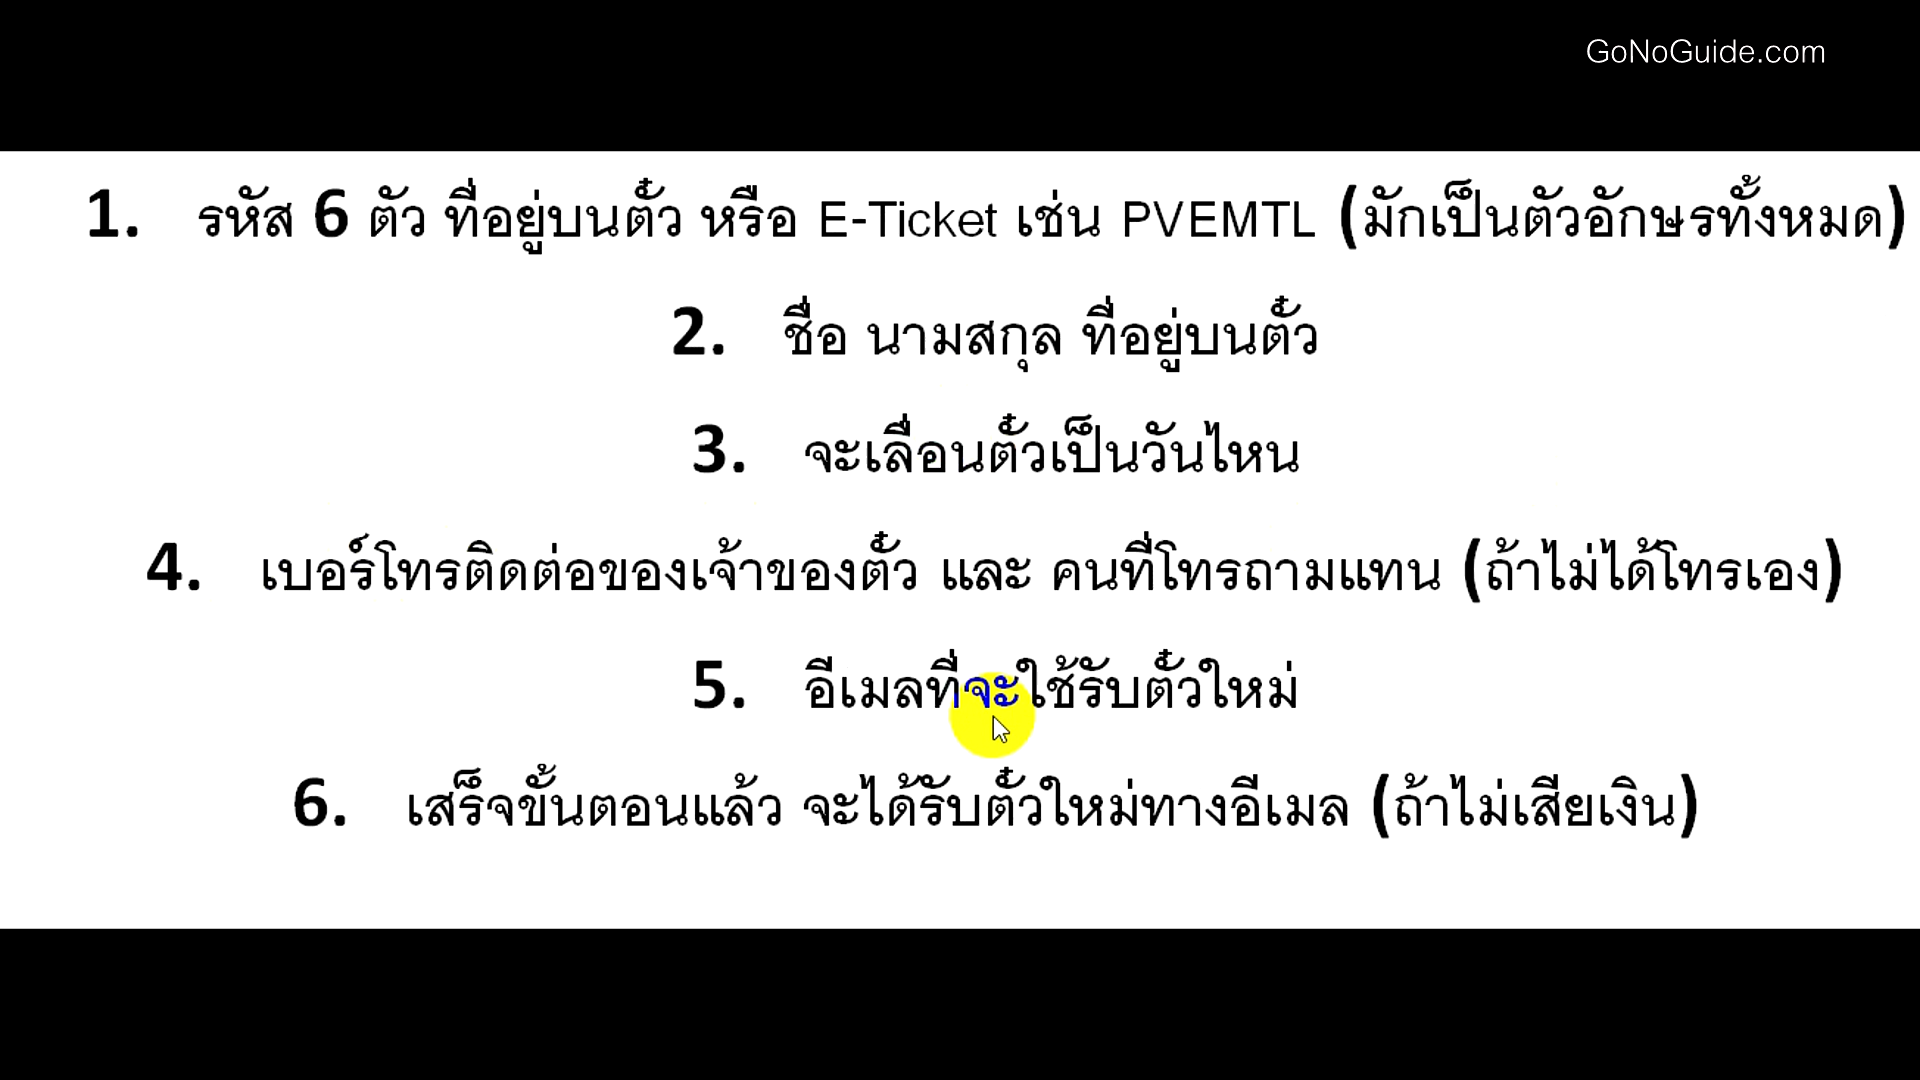 GoNoGuide.com
1. รหัส 6 ตัว ที่อยู่บนตั๋ว หรือ E-Ticket เช่น PVEMTL (มักเป็นตัวอักษรทั้งหมด)
2. ชื่อ นามสกุล ที่อยู่บนตั๋ว
3. จะเลื่อนตั๋วเป็นวันไหน
4. เบอร์โทรติดต่อของเจ้าของตั๋ว และ คนที่โทรถามแทน (ถ้าไม่ได้โทรเอง)
5. อีเมลที่จะใช้รับตั๋วใหม่
6. เสร็จขั้นตอนแล้ว จะได้รับตั๋วใหม่ทางอีเมล (ถ้าไม่เสียเงิน)